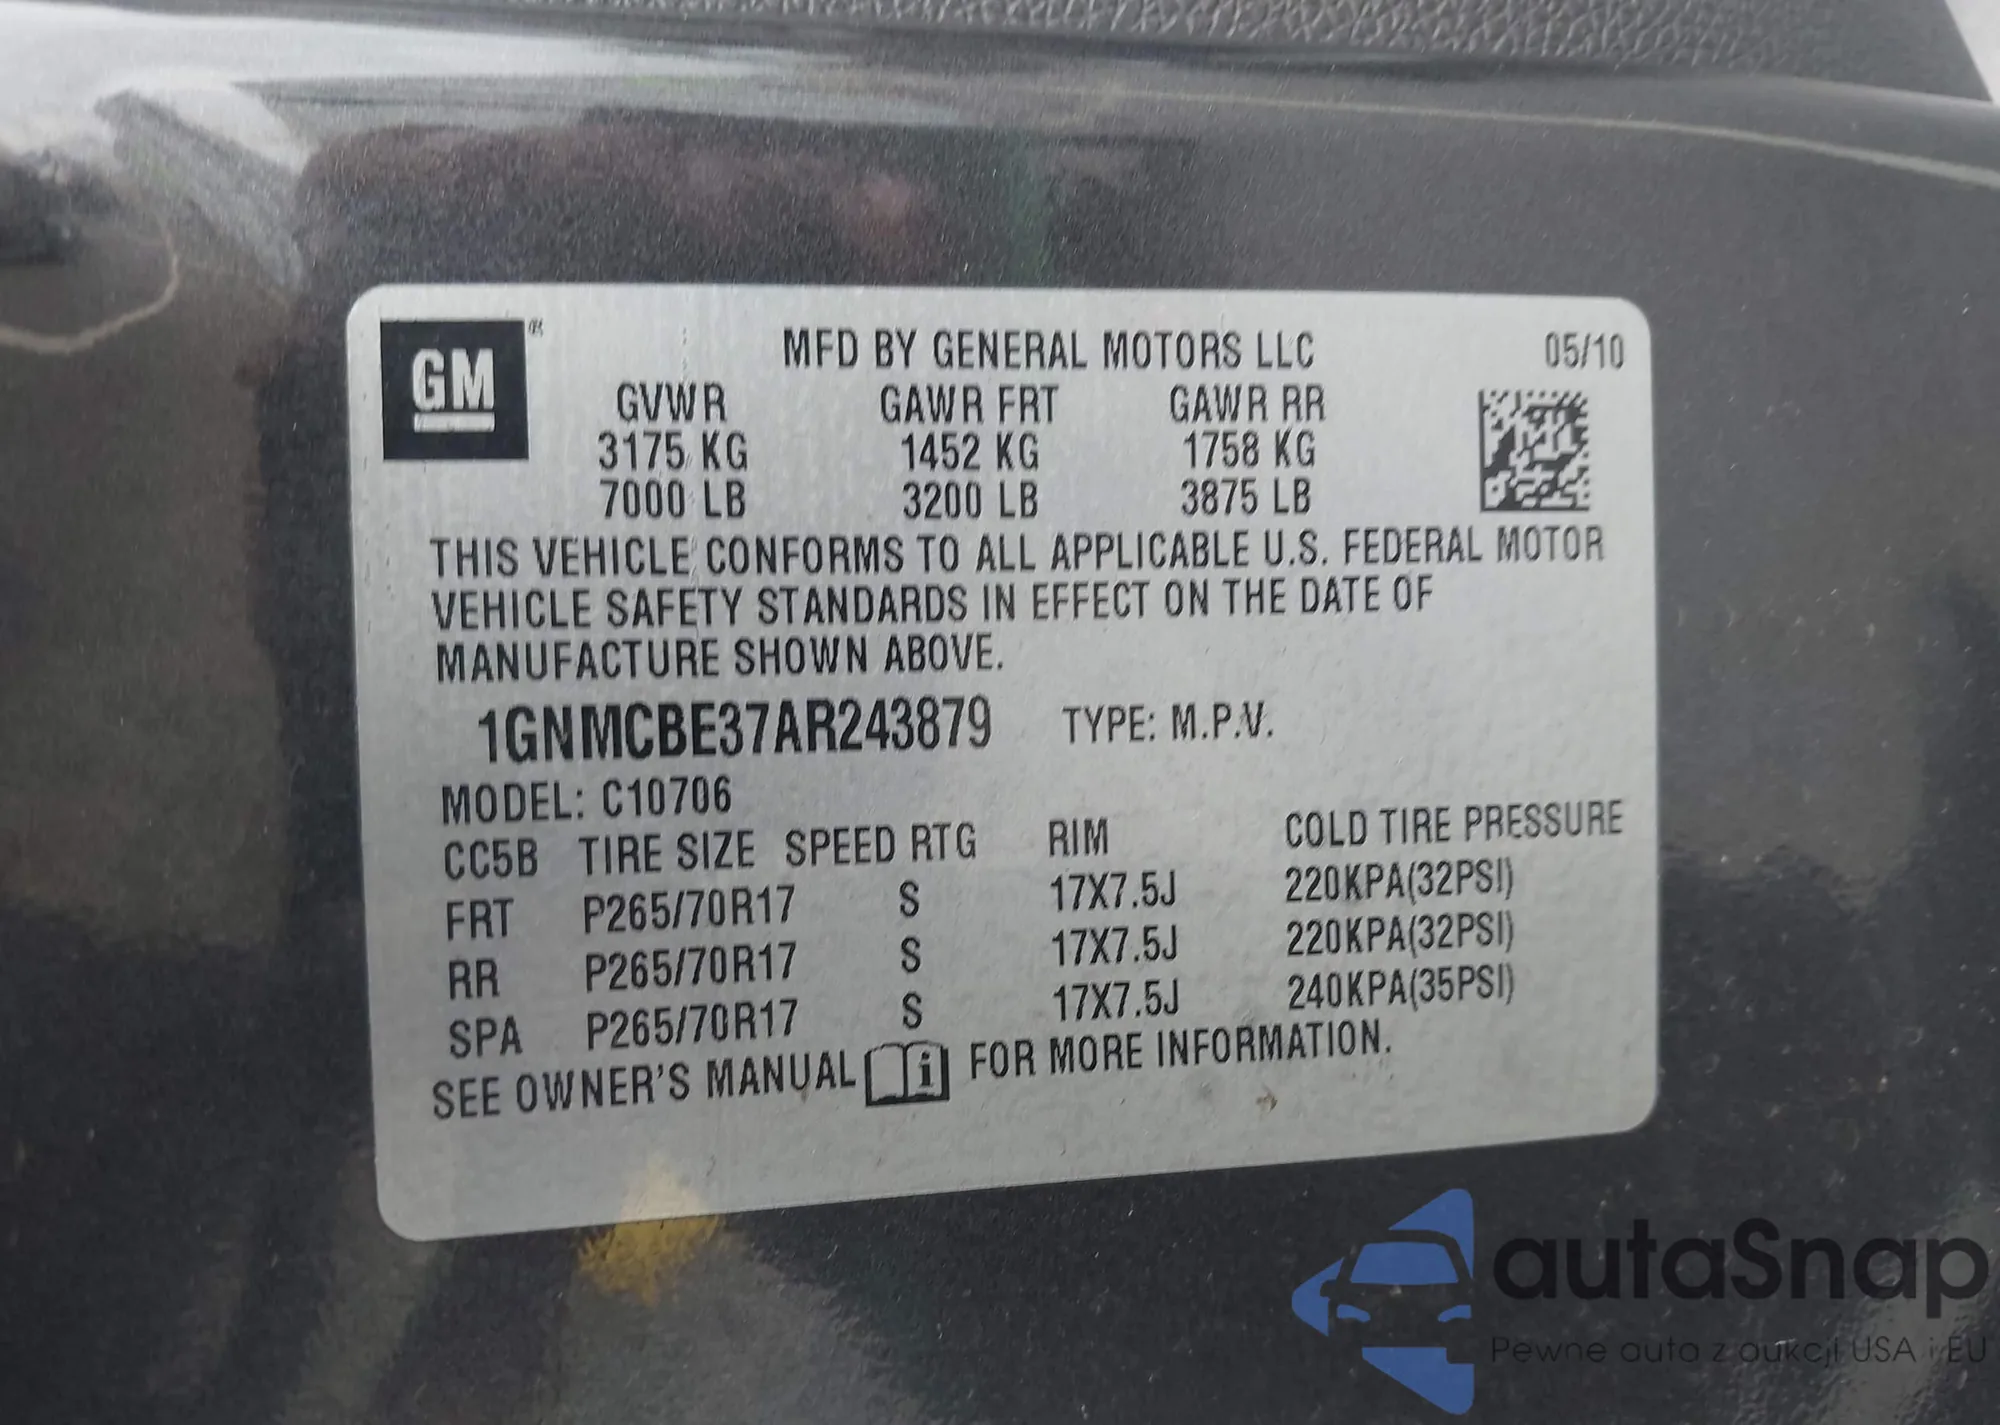 GM ®
MFD BY GENERAL MOTORS LLC 05/10
GVWR GAWR FRT GAWR RR
3175 KG 1452 KG 1758 KG
7000 LB 3200 LB 3875 LB
THIS VEHICLE CONFORMS TO ALL APPLICABLE U.S. FEDERAL MOTOR
VEHICLE SAFETY STANDARDS IN EFFECT ON THE DATE OF
MANUFACTURE SHOWN ABOVE.
1GNMCBE37AR243879 TYPE: M.P.V.
MODEL: C10706
CC5B TIRE SIZE SPEED RTG RIM COLD TIRE PRESSURE
FRT P265/70R17 S 17X7.5J 220KPA(32PSI)
RR P265/70R17 S 17X7.5J 220KPA(32PSI)
SPA P265/70R17 S 17X7.5J 240KPA(35PSI)
SEE OWNER'S MANUAL i FOR MORE INFORMATION.
autaSnap
Pewne auta z aukcji USA i EU